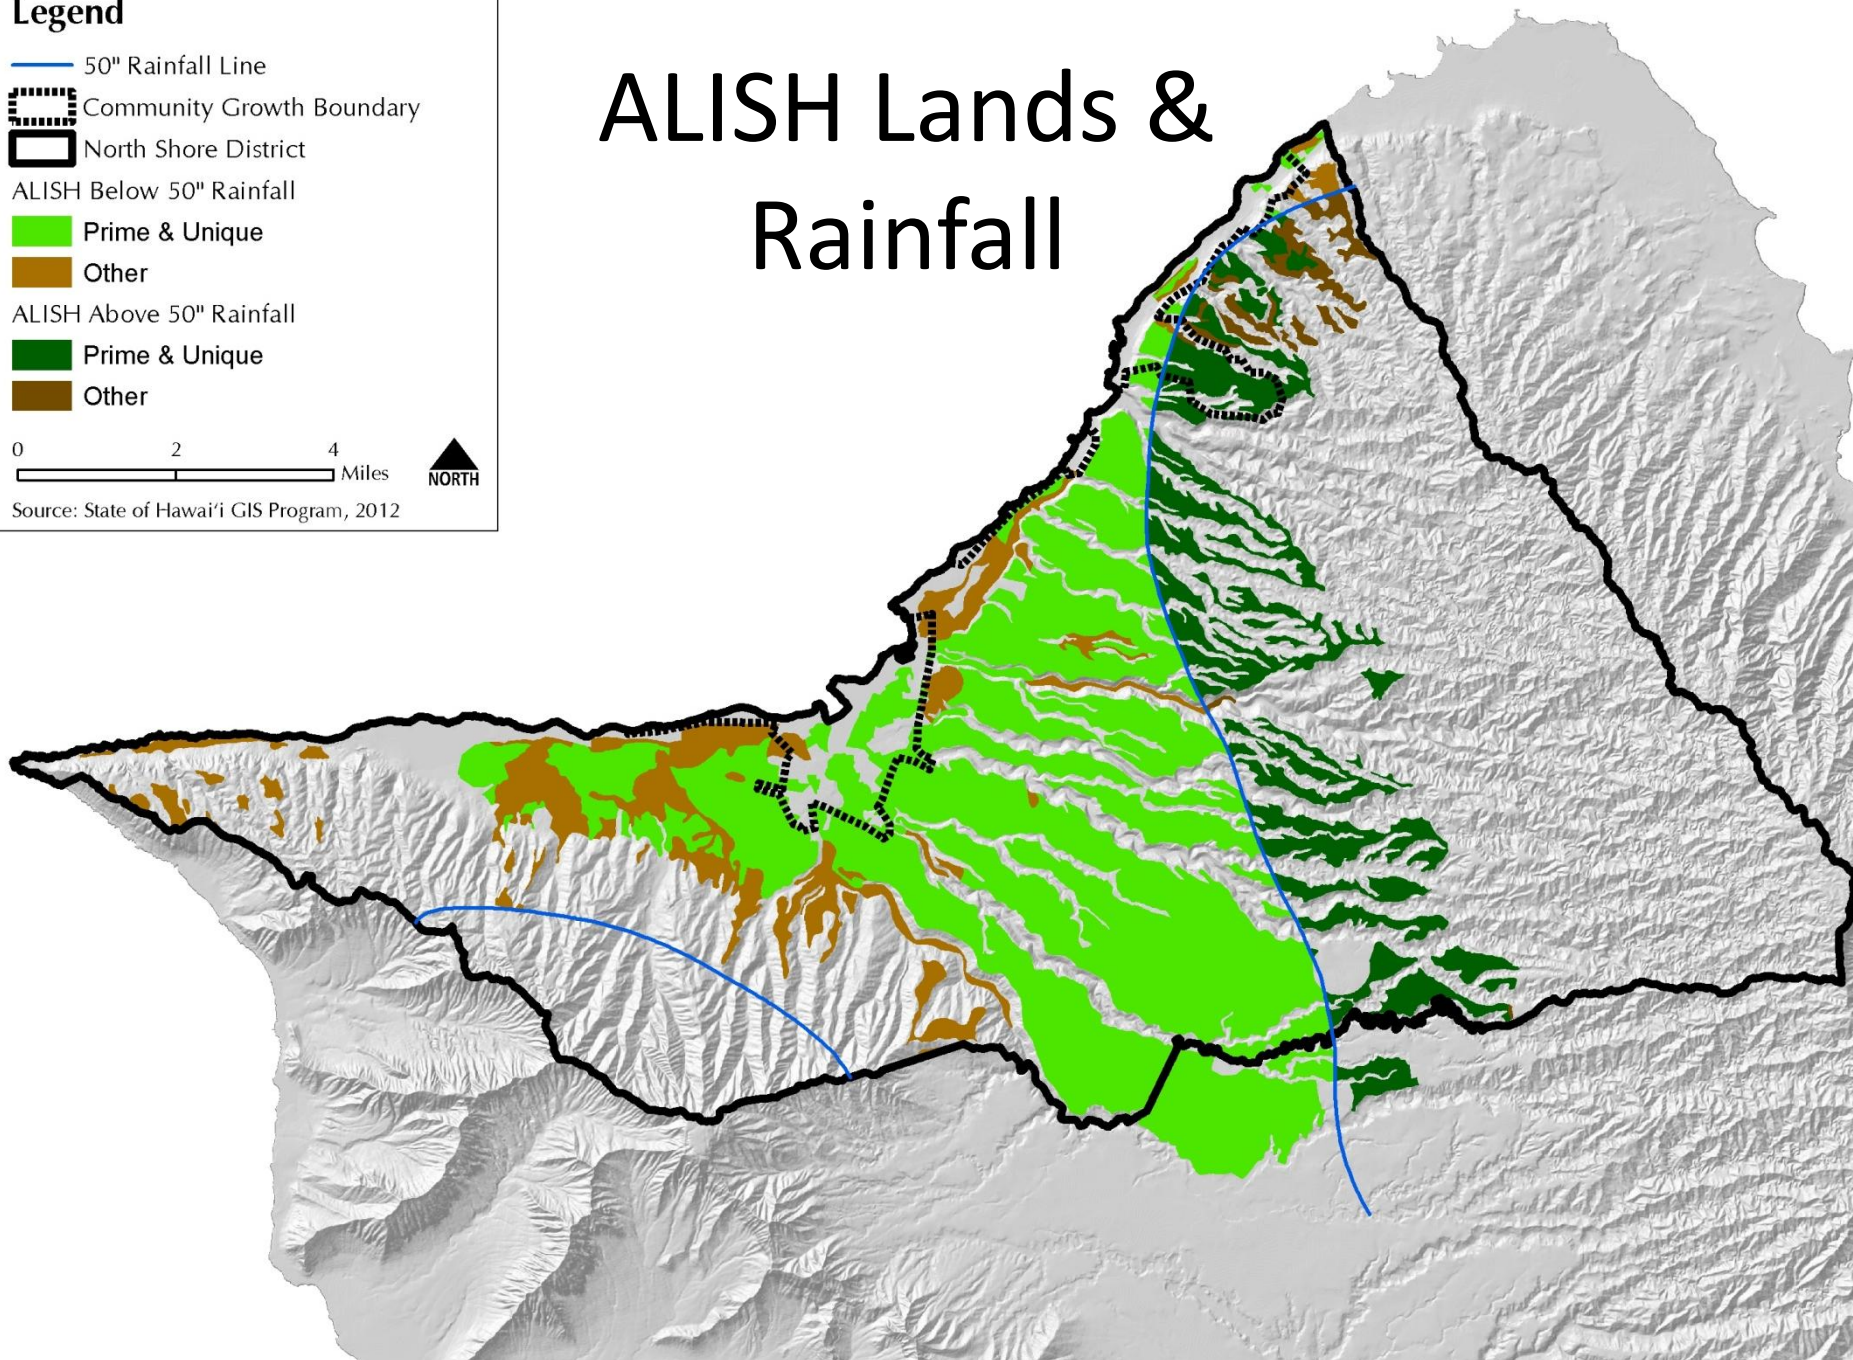 Legend
50" Rainfall Line
Community Growth Boundary
North Shore District
ALISH Below 50" Rainfall
Prime & Unique
Other
ALISH Above 50" Rainfall
Prime & Unique
Other
0 2 4
Miles
NORTH
Source: State of Hawaiʻi GIS Program, 2012
ALISH Lands &
Rainfall